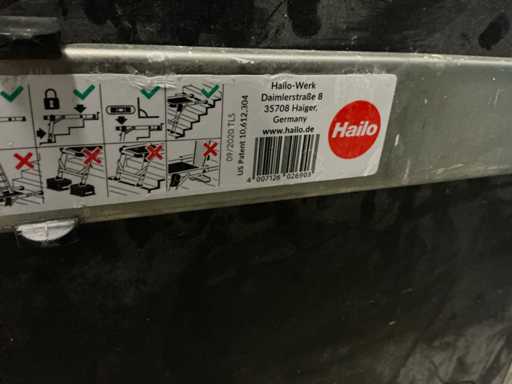 Hailo-Werk
Daimlerstraße 8
35708 Haiger,
Germany
www.hailo.de
Hailo
09/2020 TLS
US Patent 10,612,304
4 007126 026903